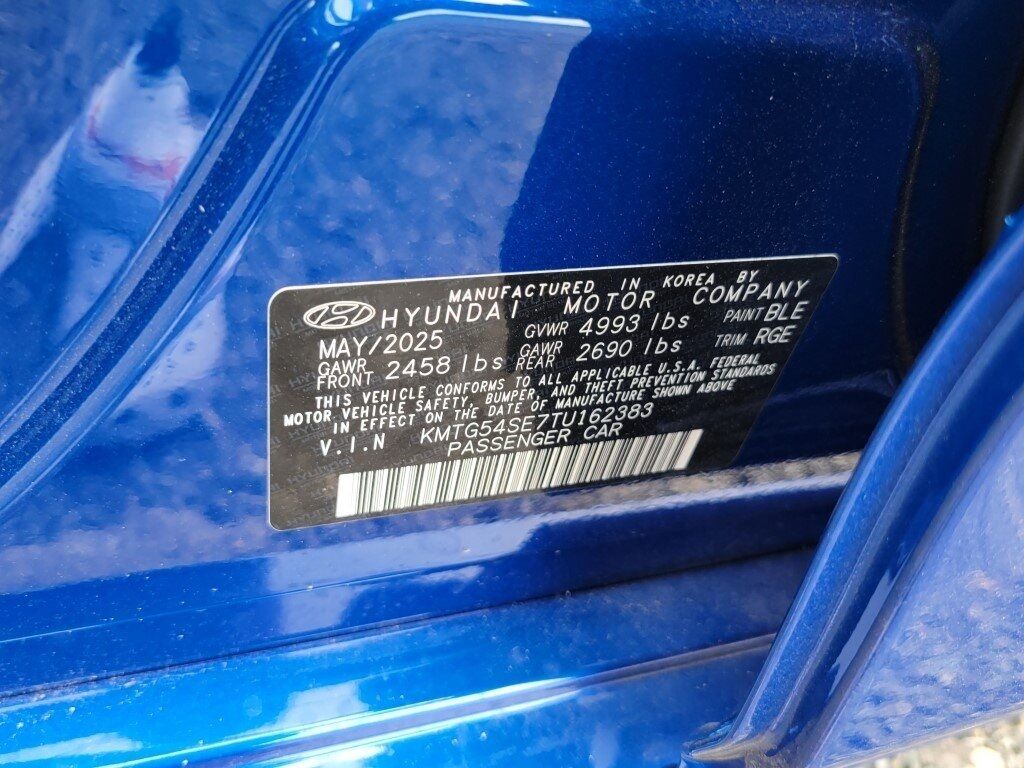 MANUFACTURED IN KOREA BY
HYUNDAI MOTOR COMPANY
MAY/2025 GVWR 4993 lbs PAINT BLE
GAWR FRONT 2458 lbs GAWR REAR 2690 lbs TRIM RGE
THIS VEHICLE CONFORMS TO ALL APPLICABLE U.S.A. FEDERAL
MOTOR VEHICLE SAFETY, BUMPER, AND THEFT PREVENTION STANDARDS
IN EFFECT ON THE DATE OF MANUFACTURE SHOWN ABOVE
V.I.N KMTG54SE7TU162383
PASSENGER CAR